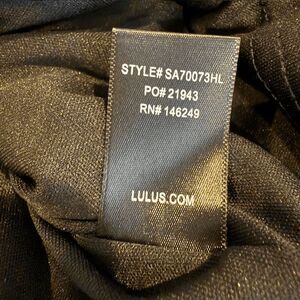 STYLE# SA70073HL
PO# 21943
RN# 146249
LULUS.COM